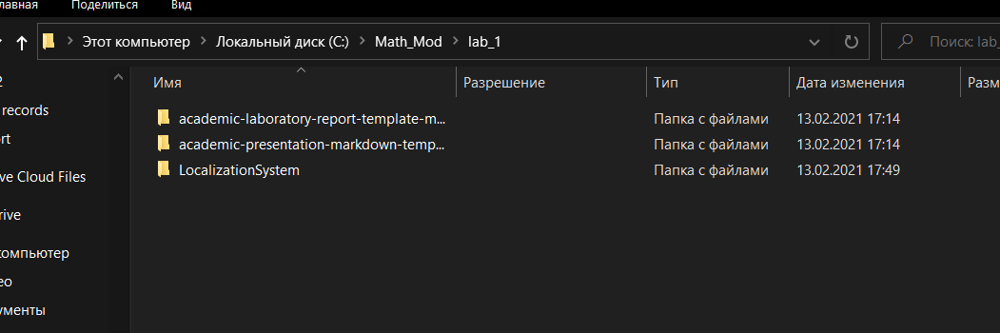 лавная Поделиться Вид
Этот компьютер Локальный диск (C:) Math_Mod lab_1 Поиск: lab_
Имя Разрешение Тип Дата изменения Разм
2
records
academic-laboratory-report-template-m... Папка с файлами 13.02.2021 17:14
rt
academic-presentation-markdown-temp... Папка с файлами 13.02.2021 17:14
ve Cloud Files
LocalizationSystem Папка с файлами 13.02.2021 17:49
rive
компьютер
ео
ументы